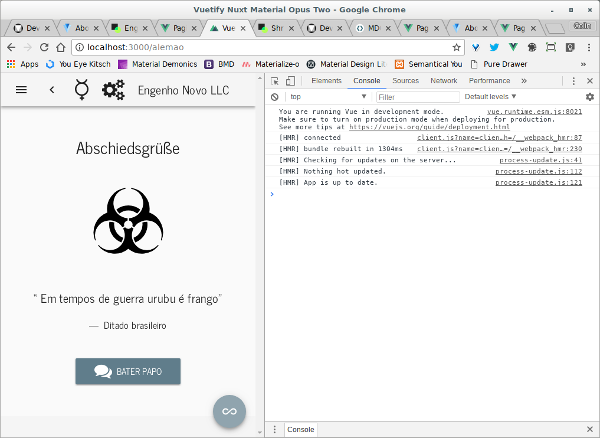 Vuetify Nuxt Material Opus Two - Google Chrome
Dev
Abc
Eng
Pag
Vue
Shr
Pag
Dev
MD
Pag
Abc
Pag
Colin
localhost:3000/alemao
Apps
You Eye Kitsch
Material Demonics
BMD
Materialize-o
Material Design Li
Semantical You
Pure Drawer
Engenho Novo LLC
Abschiedsgrüße
“ Em tempos de guerra urubu é frango”
— Ditado brasileiro
BATER PAPO
Elements Console Sources Network Performance »
top Filter Default levels
You are running Vue in development mode. vue.runtime.esm.js:8021
Make sure to turn on production mode when deploying for production.
See more tips at https://vuejs.org/guide/deployment.html
[HMR] connected client.js?name=clien…h=/__webpack_hmr:87
[HMR] bundle rebuilt in 1304ms client.js?name=clien…=/__webpack_hmr:230
[HMR] Checking for updates on the server... process-update.js:41
[HMR] Nothing hot updated. process-update.js:112
[HMR] App is up to date. process-update.js:121
Console